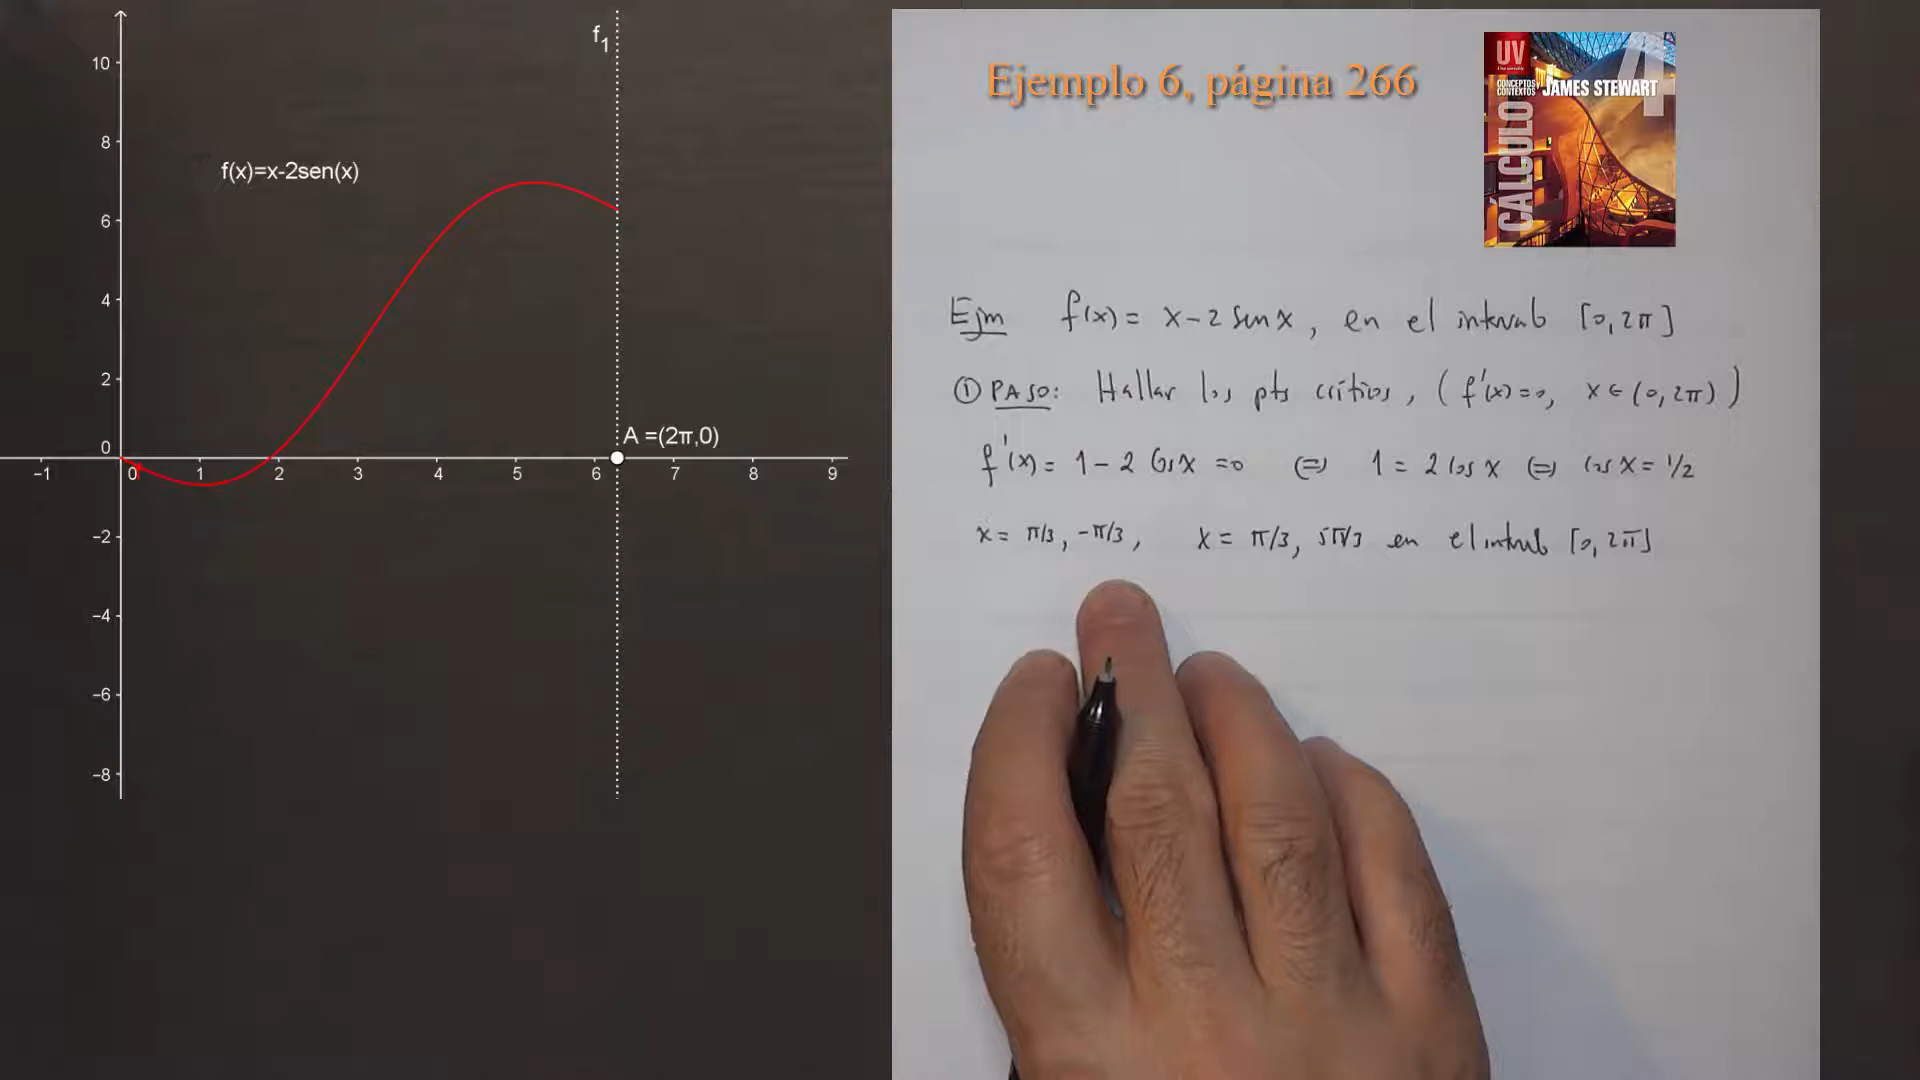 f1
10
8
f(x)=x-2sen(x)
6
4
2
A =(2π,0)
0
−1 0 1 2 3 4 5 6 7 8 9
−2
−4
−6
−8
Ejemplo 6, página 266
UV
CONCEPTOS Y
CONTEXTOS
JAMES STEWART
4
CÁLCULO
Ejm f(x) = x-2 sen x, en el intervalo [0, 2π]
① PASO: Hallar los pts críticos, (f'(x)=0, x ∈ (0, 2π))
f'(x) = 1 - 2 Cos x = 0 ⟺ 1 = 2 cos x ⟺ cos x = 1/2
x = π/3, -π/3, x = π/3, 5π/3 en el intervalo [0, 2π]